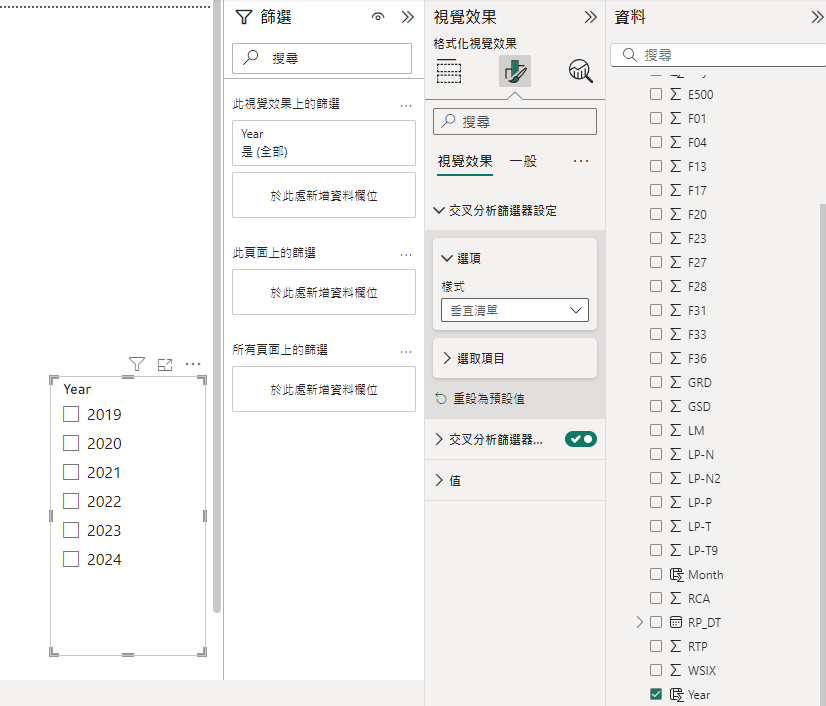 Year
2019
2020
2021
2022
2023
2024
篩選
搜尋
此視覺效果上的篩選
Year
是 (全部)
於此處新增資料欄位
此頁面上的篩選
於此處新增資料欄位
所有頁面上的篩選
於此處新增資料欄位
視覺效果
格式化視覺效果
搜尋
視覺效果 一般
交叉分析篩選器設定
選項
樣式
垂直清單
選取項目
重設為預設值
交叉分析篩選器...
值
資料
搜尋
E500
F01
F04
F13
F17
F20
F23
F27
F28
F31
F33
F36
GRD
GSD
LM
LP-N
LP-N2
LP-P
LP-T
LP-T9
Month
RCA
RP_DT
RTP
WSIX
Year